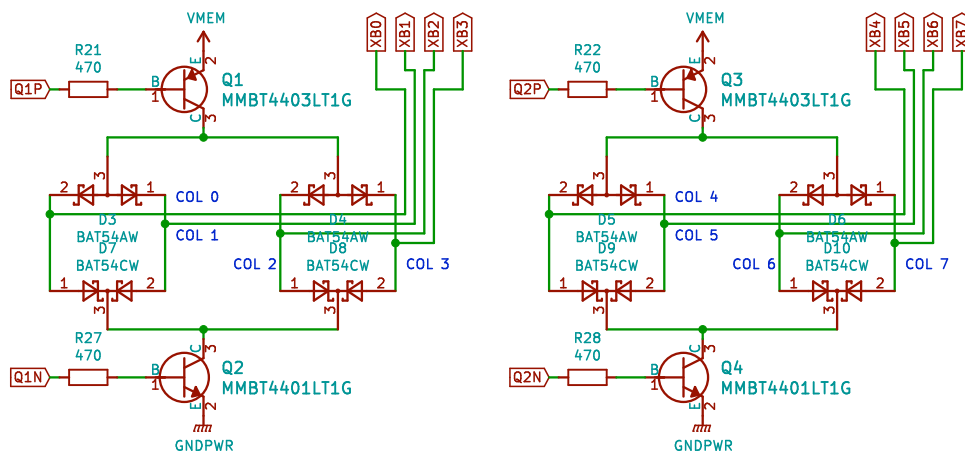 VMEM
XB0
XB1
XB2
XB3
R21
470
Q1P
B
1
E
2
C
3
Q1
MMBT4403LT1G
3
2
1
COL 0
3
2
1
D3
BAT54AW
D7
BAT54CW
COL 1
D4
BAT54AW
D8
BAT54CW
COL 2
COL 3
1
2
3
1
2
3
R27
470
Q1N
B
1
C
3
E
2
Q2
MMBT4401LT1G
GNDPWR
VMEM
XB4
XB5
XB6
XB7
R22
470
Q2P
B
1
E
2
C
3
Q3
MMBT4403LT1G
3
2
1
COL 4
3
2
1
D5
BAT54AW
D9
BAT54CW
COL 5
D6
BAT54AW
D10
BAT54CW
COL 6
COL 7
1
2
3
1
2
3
R28
470
Q2N
B
1
C
3
E
2
Q4
MMBT4401LT1G
GNDPWR